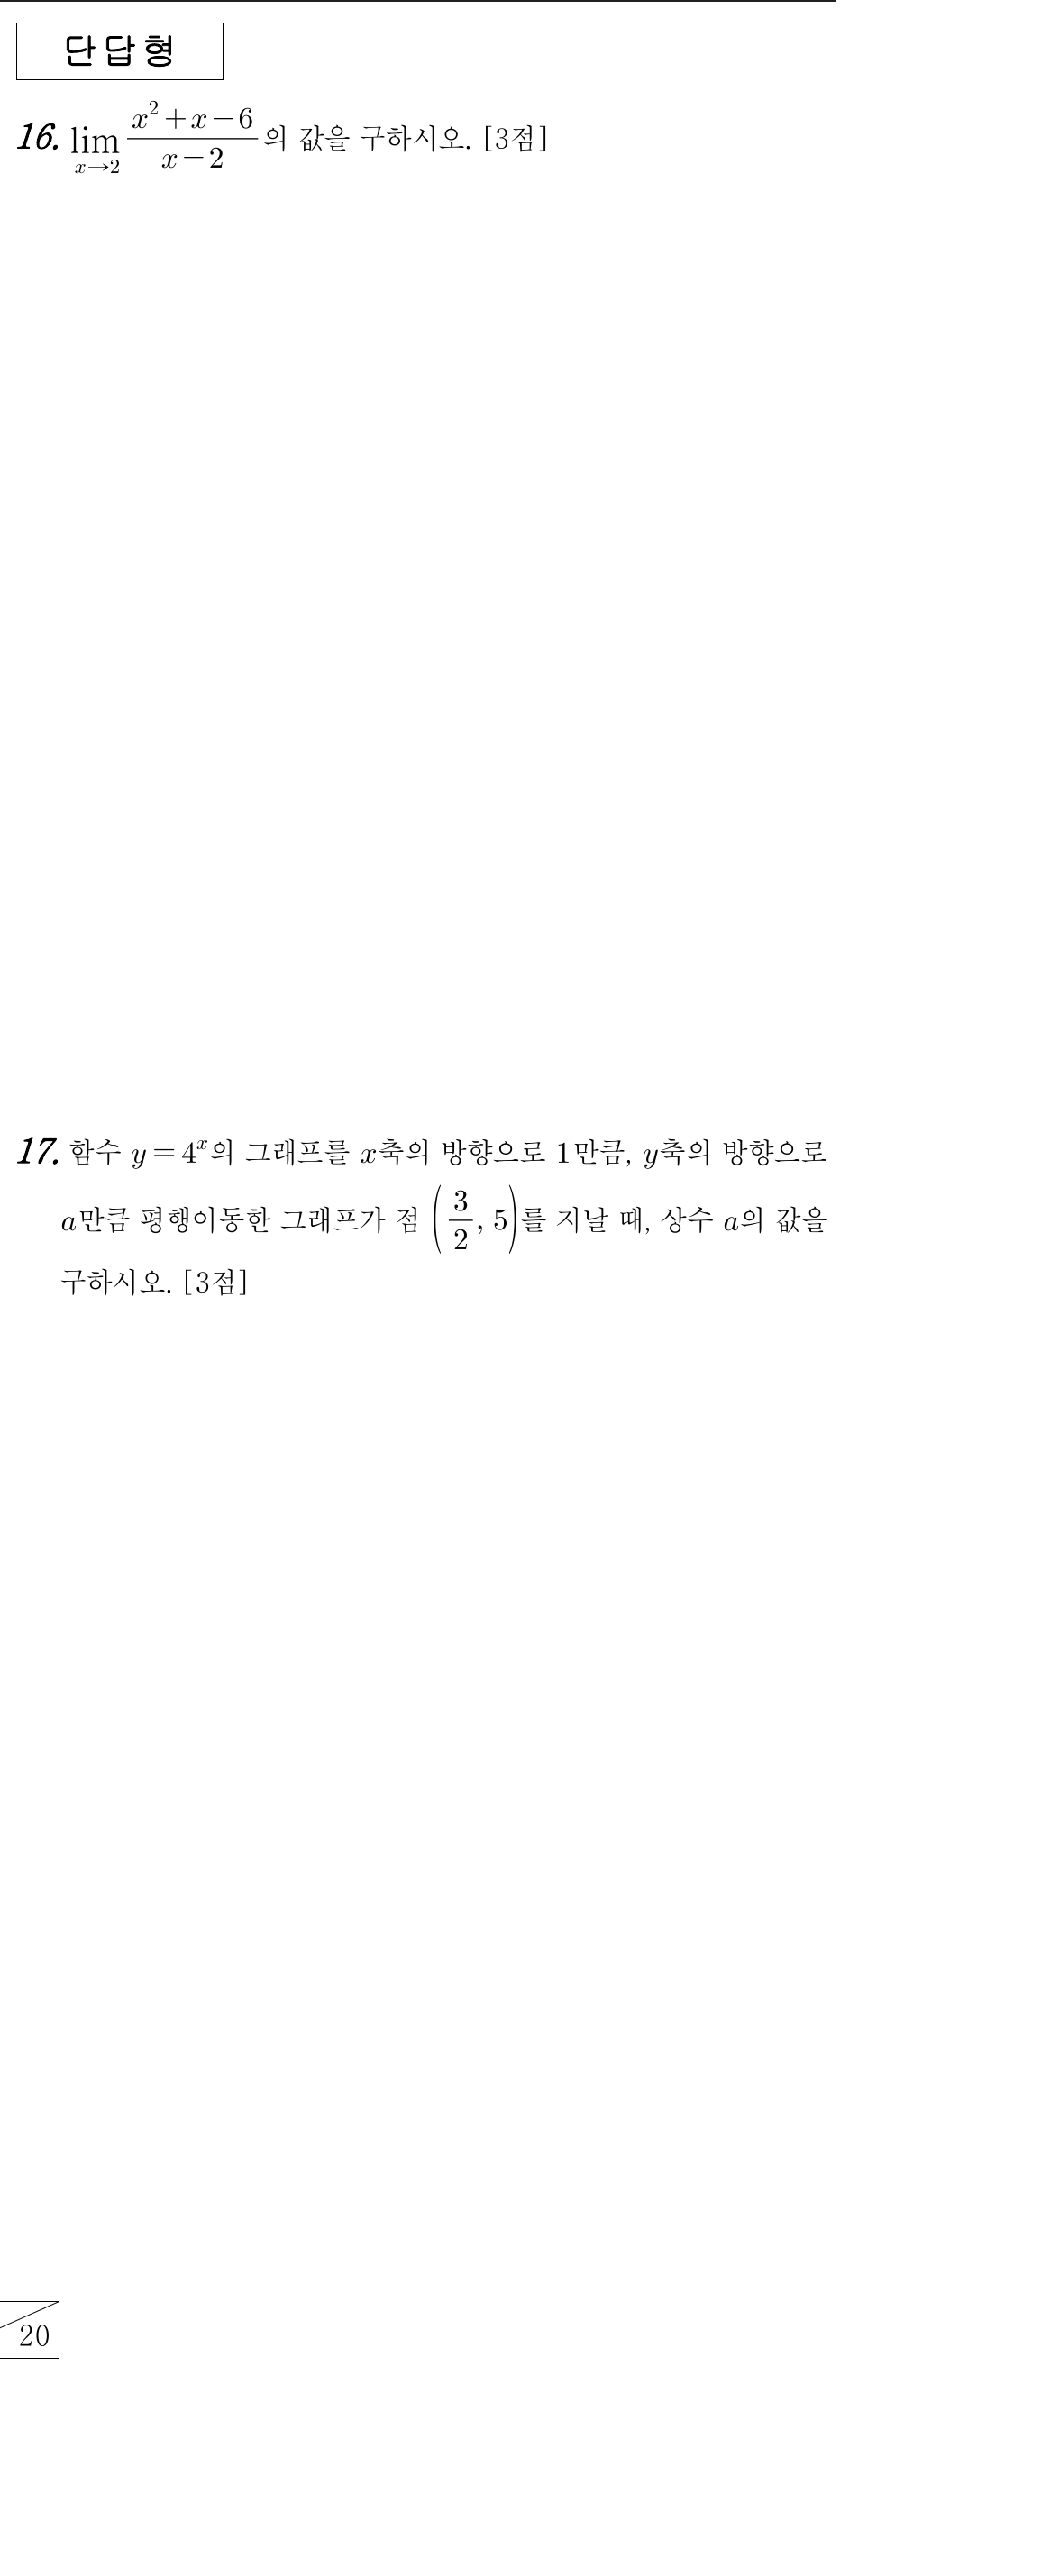 단답형
16. lim_{x→2} \frac{x^2+x-6}{x-2}의 값을 구하시오. [3점]
17. 함수 y=4^x의 그래프를 x축의 방향으로 1만큼, y축의 방향으로
a만큼 평행이동한 그래프가 점 (\frac{3}{2}, 5)를 지날 때, 상수 a의 값을
구하시오. [3점]
20